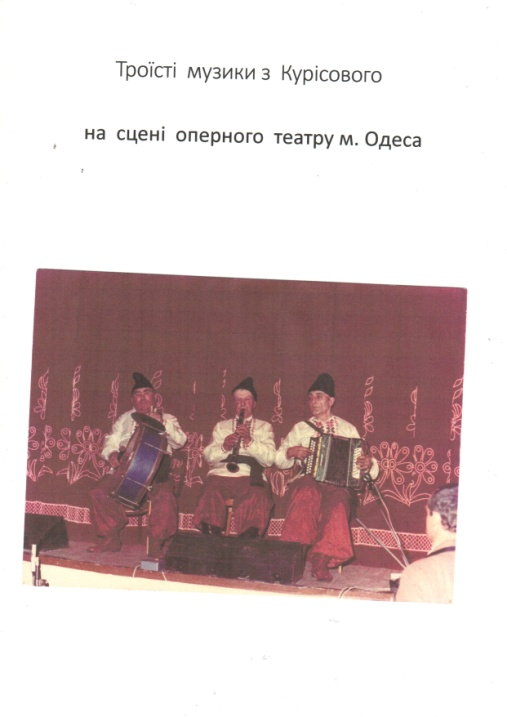 Троїсті музики з Курісового
на сцені оперного театру м. Одеса